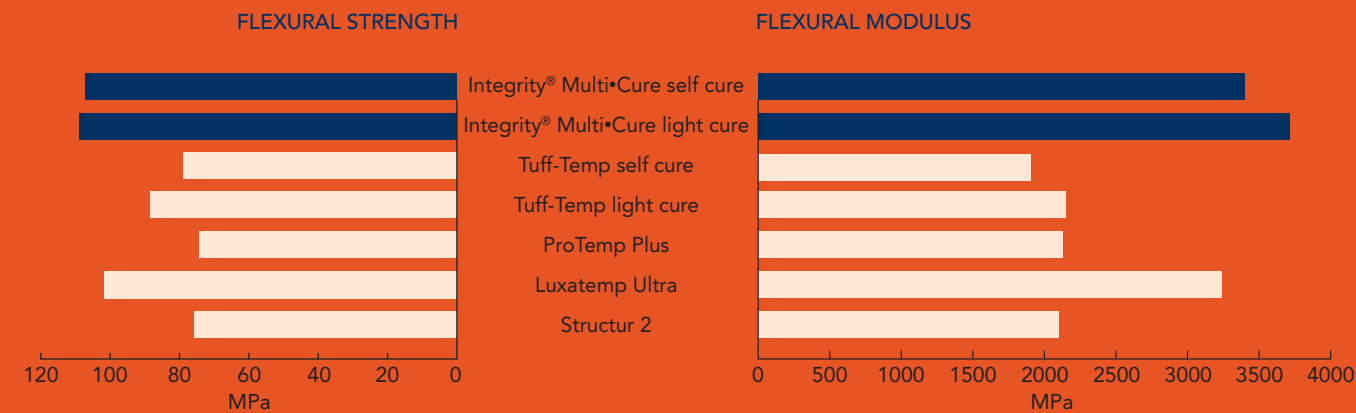 FLEXURAL STRENGTH
FLEXURAL MODULUS
Integrity® Multi•Cure self cure
Integrity® Multi•Cure light cure
Tuff-Temp self cure
Tuff-Temp light cure
ProTemp Plus
Luxatemp Ultra
Structur 2
120 100 80 60 40 20 0
MPa
0 500 1000 1500 2000 2500 3000 3500 4000
MPa